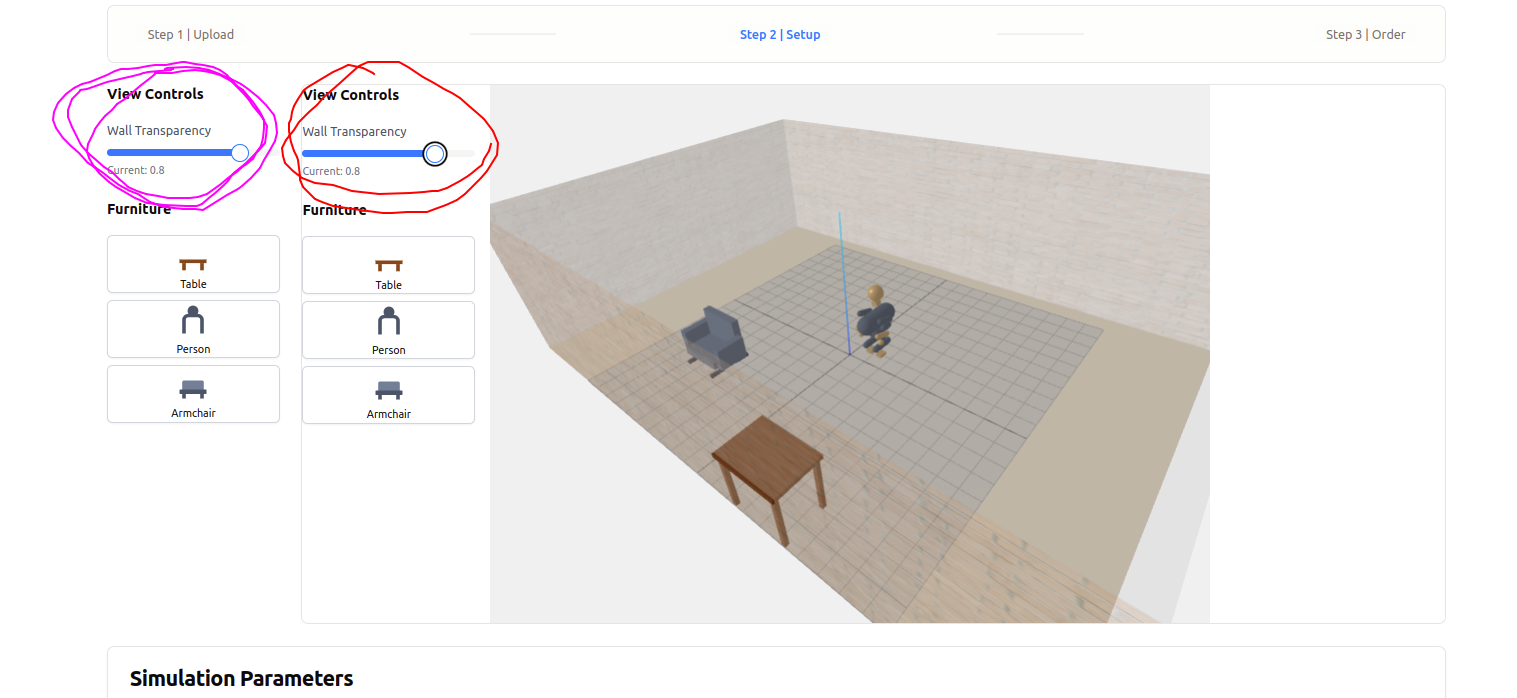 Step 1 | Upload
Step 2 | Setup
Step 3 | Order
View Controls
Wall Transparency
Current: 0.8
Furniture
Table
Person
Armchair
View Controls
Wall Transparency
Current: 0.8
Furniture
Table
Person
Armchair
Simulation Parameters